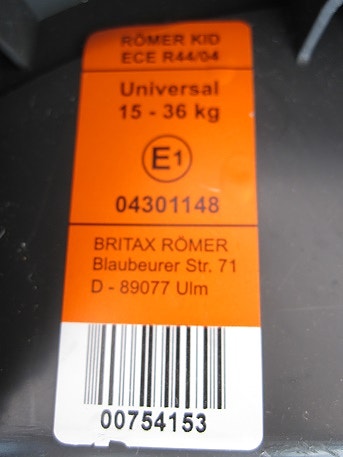 RÖMER KID
ECE R44/04
Universal
15 - 36 kg
E1
04301148
BRITAX RÖMER
Blaubeurer Str. 71
D - 89077 Ulm
00754153